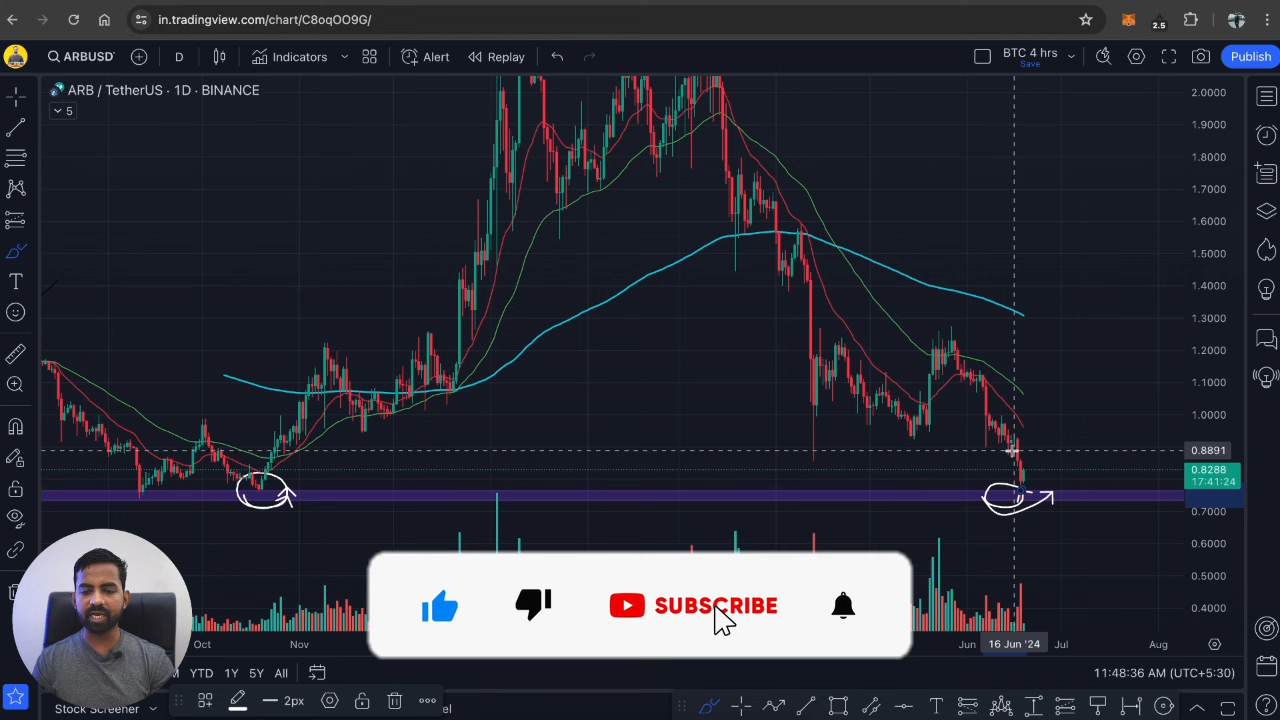 in.tradingview.com/chart/C8oqOO9G/
2.5
ARBUSD
D
Indicators
Alert
Replay
BTC 4 hrs
Save
Publish
ARB / TetherUS · 1D · BINANCE
5
2.0000
1.9000
1.8000
1.7000
1.6000
1.5000
1.4000
1.3000
1.2000
1.1000
1.0000
0.8891
0.8288
17:41:24
0.7000
0.6000
0.5000
0.4000
SUBSCRIBE
Oct
Nov
Jun
16 Jun '24
Jul
Aug
YTD
1Y
5Y
All
11:48:36 AM (UTC+5:30)
2px
Stock Screener